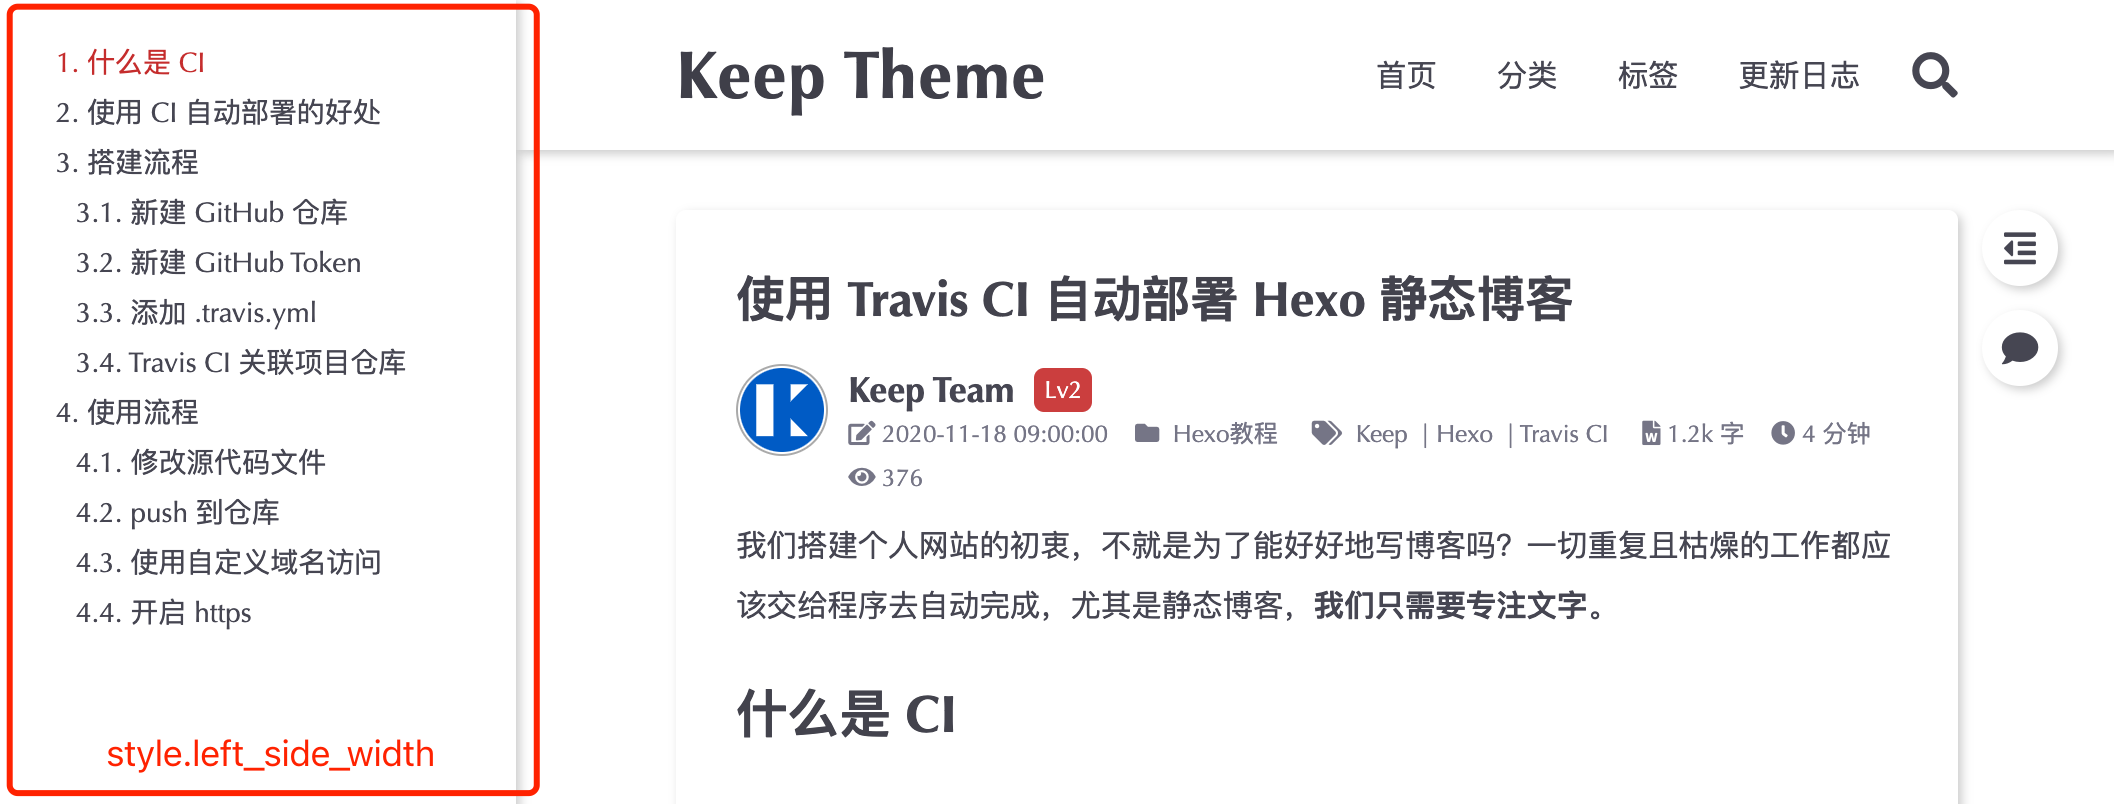 1. 什么是 CI
2. 使用 CI 自动部署的好处
3. 搭建流程
3.1. 新建 GitHub 仓库
3.2. 新建 GitHub Token
3.3. 添加 .travis.yml
3.4. Travis CI 关联项目仓库
4. 使用流程
4.1. 修改源代码文件
4.2. push 到仓库
4.3. 使用自定义域名访问
4.4. 开启 https
style.left_side_width
Keep Theme
首页 分类 标签 更新日志
使用 Travis CI 自动部署 Hexo 静态博客
Keep Team Lv2
2020-11-18 09:00:00 Hexo教程 Keep | Hexo | Travis CI 1.2k 字 4 分钟
376
我们搭建个人网站的初衷，不就是为了能好好地写博客吗？一切重复且枯燥的工作都应
该交给程序去自动完成，尤其是静态博客，我们只需要专注文字。
什么是 CI